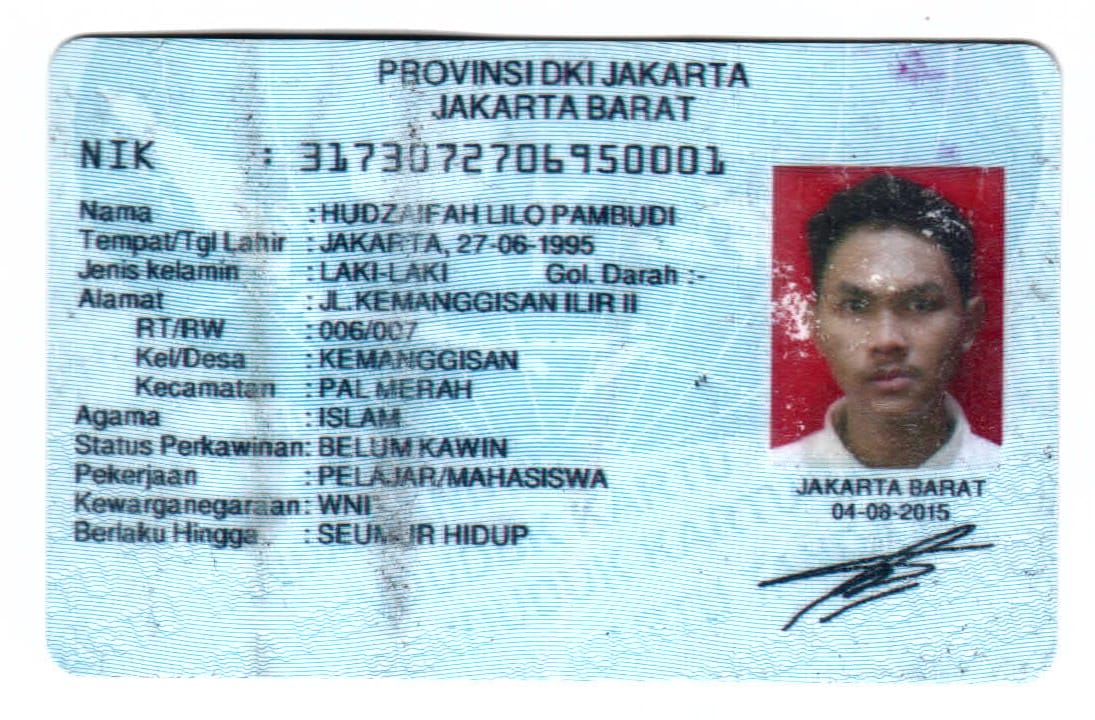 PROVINSI DKI JAKARTA
JAKARTA BARAT
NIK : 3173072706950001
Nama : HUDZAIFAH LILO PAMBUDI
Tempat/Tgl Lahir : JAKARTA, 27-06-1995
Jenis kelamin : LAKI-LAKI Gol. Darah :-
Alamat : JL.KEMANGGISAN ILIR II
RT/RW : 006/007
Kel/Desa : KEMANGGISAN
Kecamatan : PAL MERAH
Agama : ISLAM
Status Perkawinan: BELUM KAWIN
Pekerjaan : PELAJAR/MAHASISWA
Kewarganegaraan: WNI
Berlaku Hingga : SEUMUR HIDUP
JAKARTA BARAT
04-08-2015